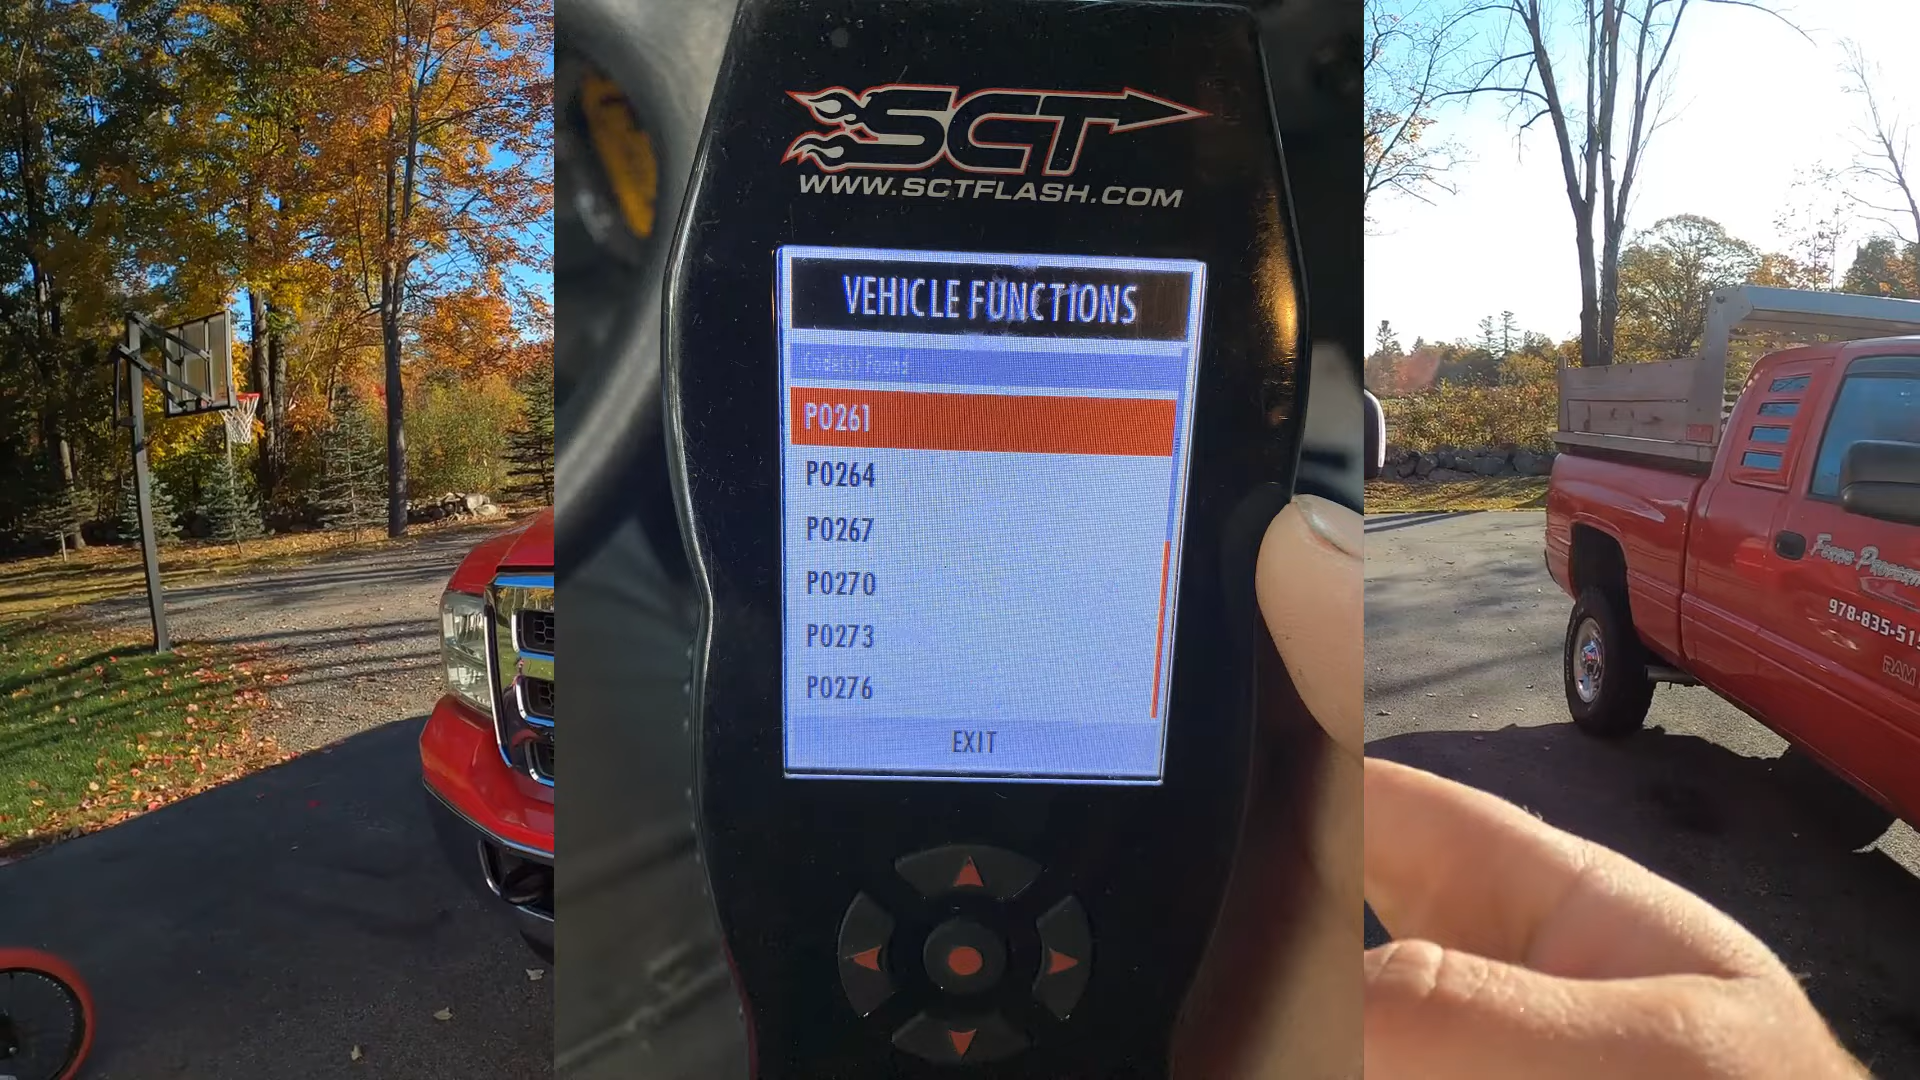 SCT
WWW.SCTFLASH.COM
VEHICLE FUNCTIONS
Code(s) Found
P0261
P0264
P0267
P0270
P0273
P0276
EXIT
978-835-51
RAM